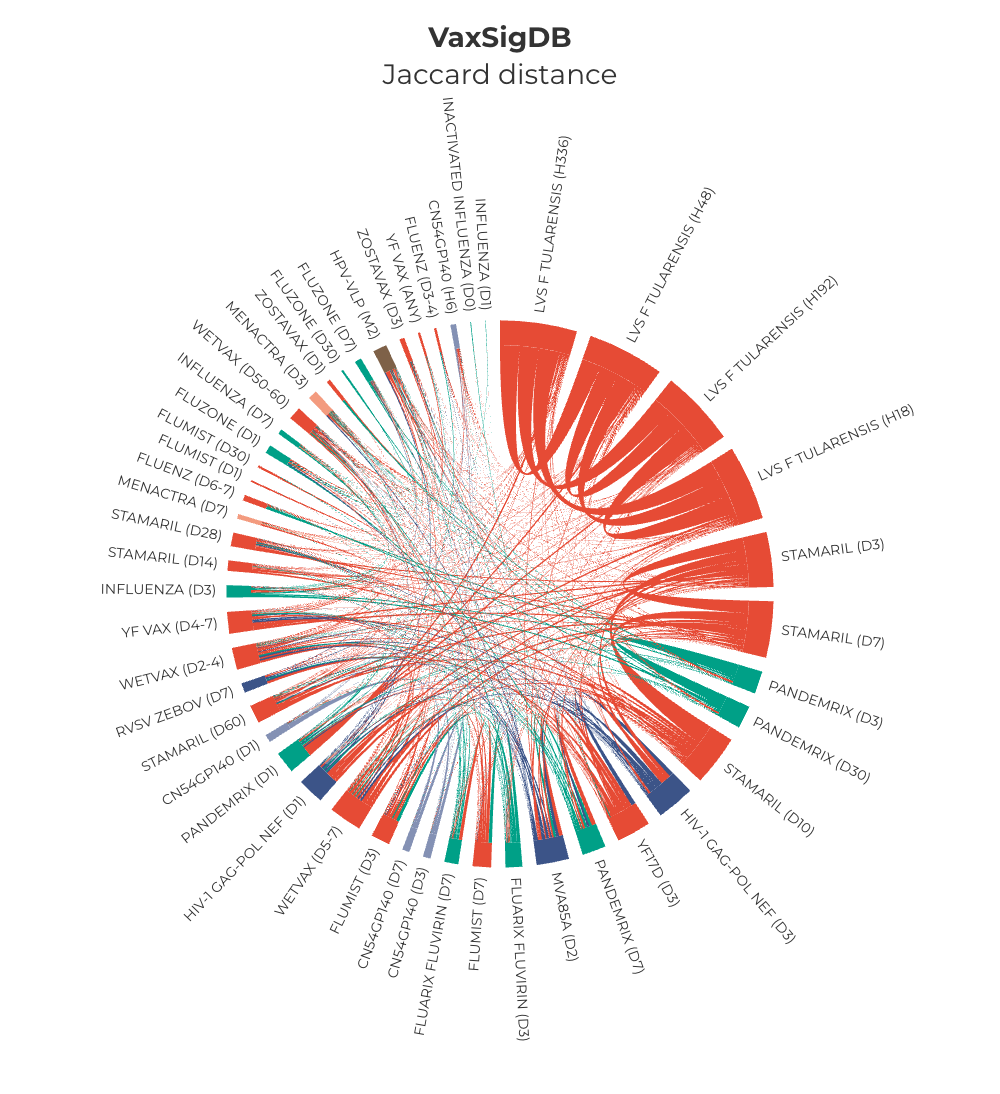 VaxSigDB
Jaccard distance
LVS F TULARENSIS (H336)
LVS F TULARENSIS (H48)
LVS F TULARENSIS (H192)
LVS F TULARENSIS (H18)
STAMARIL (D3)
STAMARIL (D7)
PANDEMRIX (D3)
PANDEMRIX (D30)
STAMARIL (D10)
HIV-1 GAG-POL NEF (D3)
YF17D (D3)
PANDEMRIX (D7)
MVA85A (D2)
FLUARIX FLUVIRIN (D3)
FLUMIST (D7)
FLUARIX FLUVIRIN (D7)
CN54GP140 (D3)
CN54GP140 (D7)
FLUMIST (D3)
WETVAX (D5-7)
HIV-1 GAG-POL NEF (D1)
PANDEMRIX (D1)
CN54GP140 (D1)
STAMARIL (D60)
RVSV ZEBOV (D7)
WETVAX (D2-4)
YF VAX (D4-7)
INFLUENZA (D3)
STAMARIL (D14)
STAMARIL (D28)
MENACTRA (D7)
FLUENZ (D6-7)
FLUMIST (D1)
FLUMIST (D30)
FLUZONE (D1)
INFLUENZA (D7)
WETVAX (D50-60)
MENACTRA (D3)
ZOSTAVAX (D1)
FLUZONE (D30)
FLUZONE (D7)
HPV-VLP (M2)
ZOSTAVAX (D3)
YF VAX (ANY)
FLUENZ (D3-4)
CN54GP140 (H6)
INACTIVATED INFLUENZA (D0)
INFLUENZA (D1)